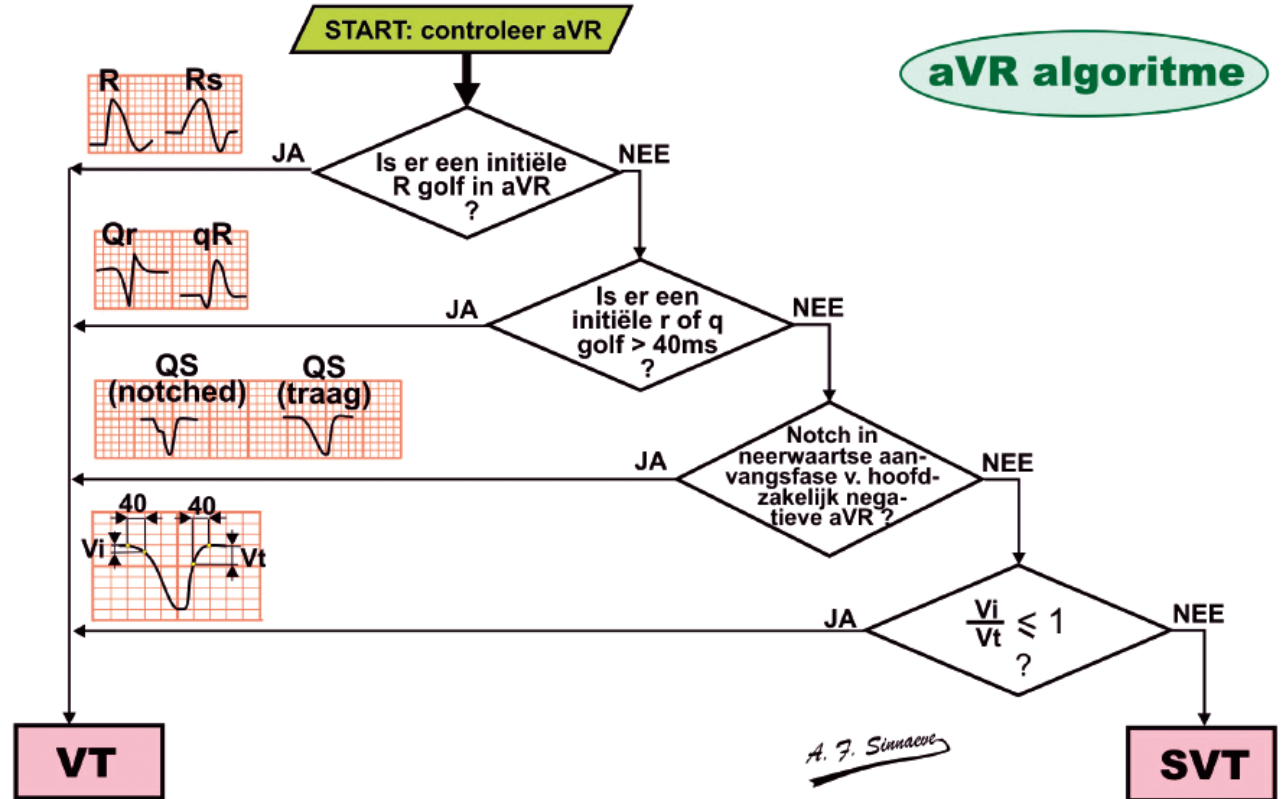 START: controleer aVR
aVR algoritme
R
Rs
JA
Is er een initiële
R golf in aVR
?
NEE
Qr
qR
JA
Is er een
initiële r of q
golf > 40ms
?
NEE
QS
(notched)
QS
(traag)
JA
Notch in
neerwaartse aan-
vangsfase v. hoofd-
zakelijk nega-
tieve aVR ?
NEE
40
40
Vi
Vt
JA
Vi
Vt
⩽ 1
?
NEE
VT
A. F. Sinnaeve
SVT